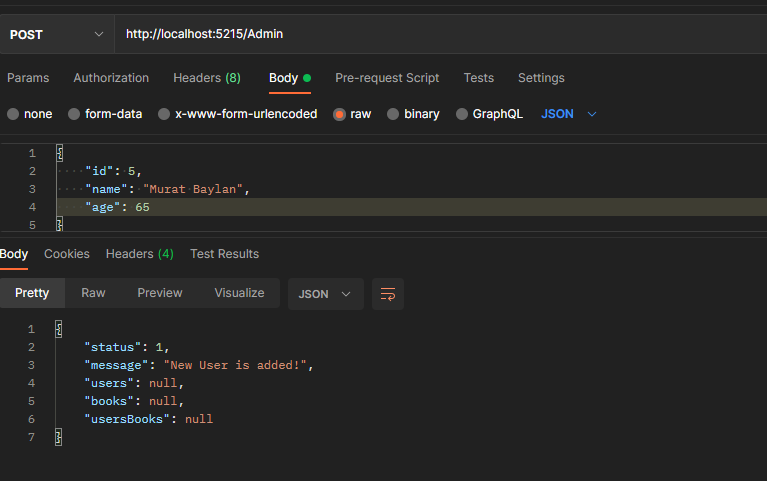 POST http://localhost:5215/Admin
Params Authorization Headers (8) Body Pre-request Script Tests Settings
none form-data x-www-form-urlencoded raw binary GraphQL JSON
1 {
2 "id": 5,
3 "name": "Murat Baylan",
4 "age": 65
5 }
Body Cookies Headers (4) Test Results
Pretty Raw Preview Visualize JSON
1 {
2 "status": 1,
3 "message": "New User is added!",
4 "users": null,
5 "books": null,
6 "usersBooks": null
7 }